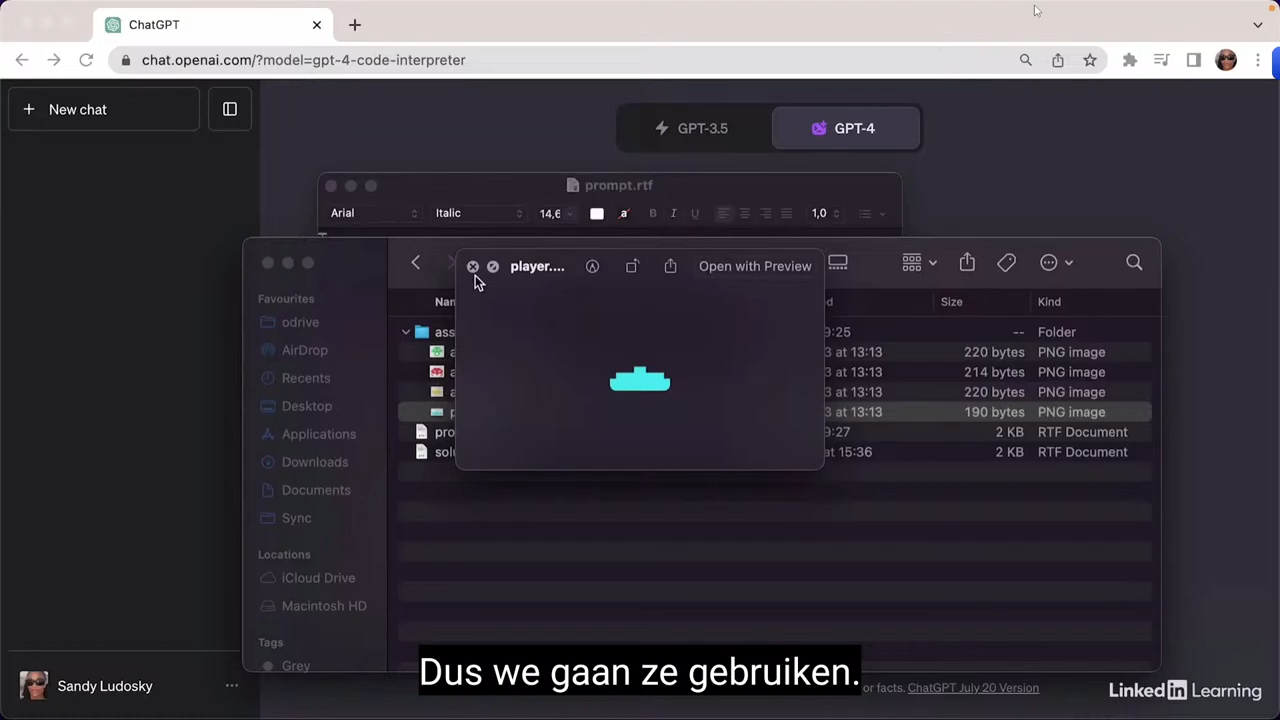 ChatGPT
chat.openai.com/?model=gpt-4-code-interpreter
New chat
GPT-3.5
GPT-4
prompt.rtf
Arial
Italic
14,6
a
B I U
1,0
player....
Open with Preview
Favourites
odrive
AirDrop
Recents
Desktop
Applications
Downloads
Documents
Sync
Locations
iCloud Drive
Macintosh HD
Tags
Grey
Size Kind
9:25 -- Folder
at 13:13 220 bytes PNG image
at 13:13 214 bytes PNG image
at 13:13 220 bytes PNG image
at 13:13 190 bytes PNG image
9:27 2 KB RTF Document
at 15:36 2 KB RTF Document
Dus we gaan ze gebruiken.
Sandy Ludosky
or facts. ChatGPT July 20 Version
LinkedIn Learning